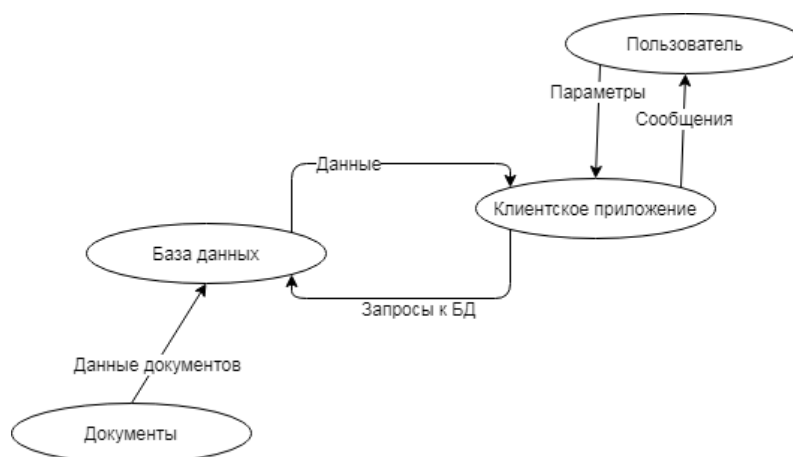 Пользователь
Параметры
Сообщения
Данные
Клиентское приложение
База данных
Запросы к БД
Данные документов
Документы